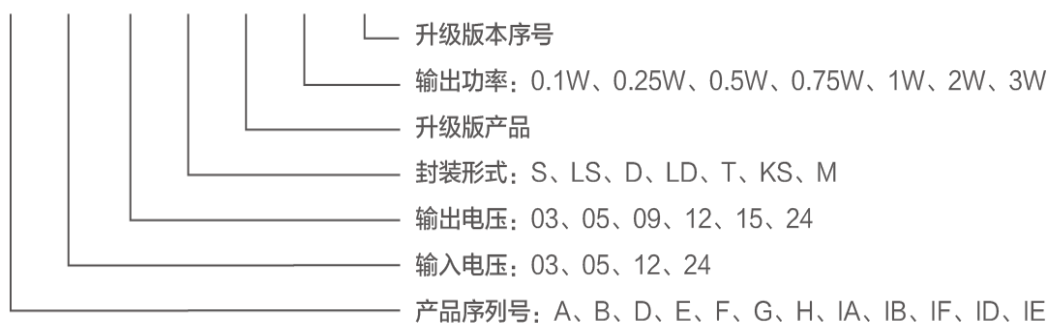 升级版本序号
输出功率：0.1W、0.25W、0.5W、0.75W、1W、2W、3W
升级版产品
封装形式：S、LS、D、LD、T、KS、M
输出电压：03、05、09、12、15、24
输入电压：03、05、12、24
产品序列号：A、B、D、E、F、G、H、IA、IB、IF、ID、IE